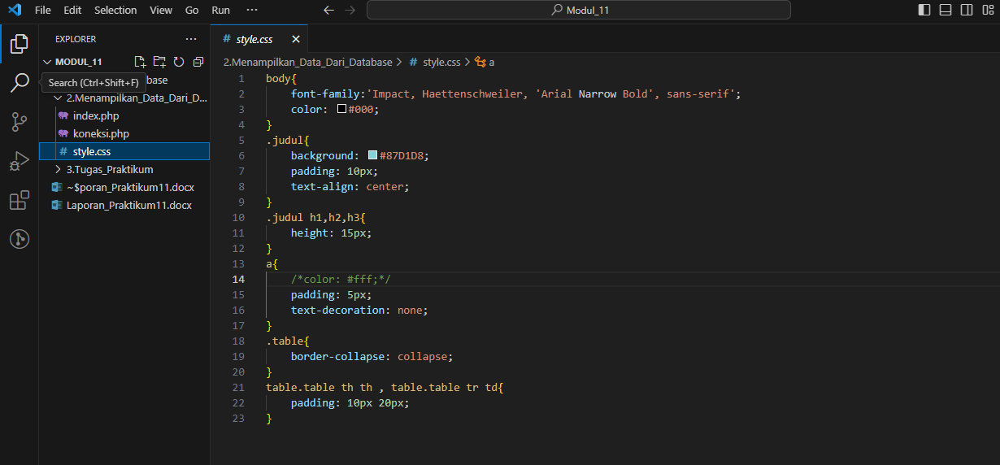 File Edit Selection View Go Run ··· Modul_11
EXPLORER ···
MODUL_11
Search (Ctrl+Shift+F) base
2.Menampilkan_Data_Dari_D...
index.php
koneksi.php
# style.css
3.Tugas_Praktikum
~$poran_Praktikum11.docx
Laporan_Praktikum11.docx
# style.css
2.Menampilkan_Data_Dari_Database > # style.css > a
1 body{
2 font-family:'Impact, Haettenschweiler, 'Arial Narrow Bold', sans-serif';
3 color: #000;
4 }
5 .judul{
6 background: #87D1D8;
7 padding: 10px;
8 text-align: center;
9 }
10 .judul h1,h2,h3{
11 height: 15px;
12 }
13 a{
14 /*color: #fff;*/
15 padding: 5px;
16 text-decoration: none;
17 }
18 .table{
19 border-collapse: collapse;
20 }
21 table.table th th , table.table tr td{
22 padding: 10px 20px;
23 }